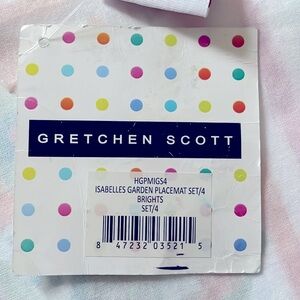 GRETCHEN SCOTT
HGPMIGS4
ISABELLES GARDEN PLACEMAT SET/4
BRIGHTS
SET/4
8 47232 03521 5